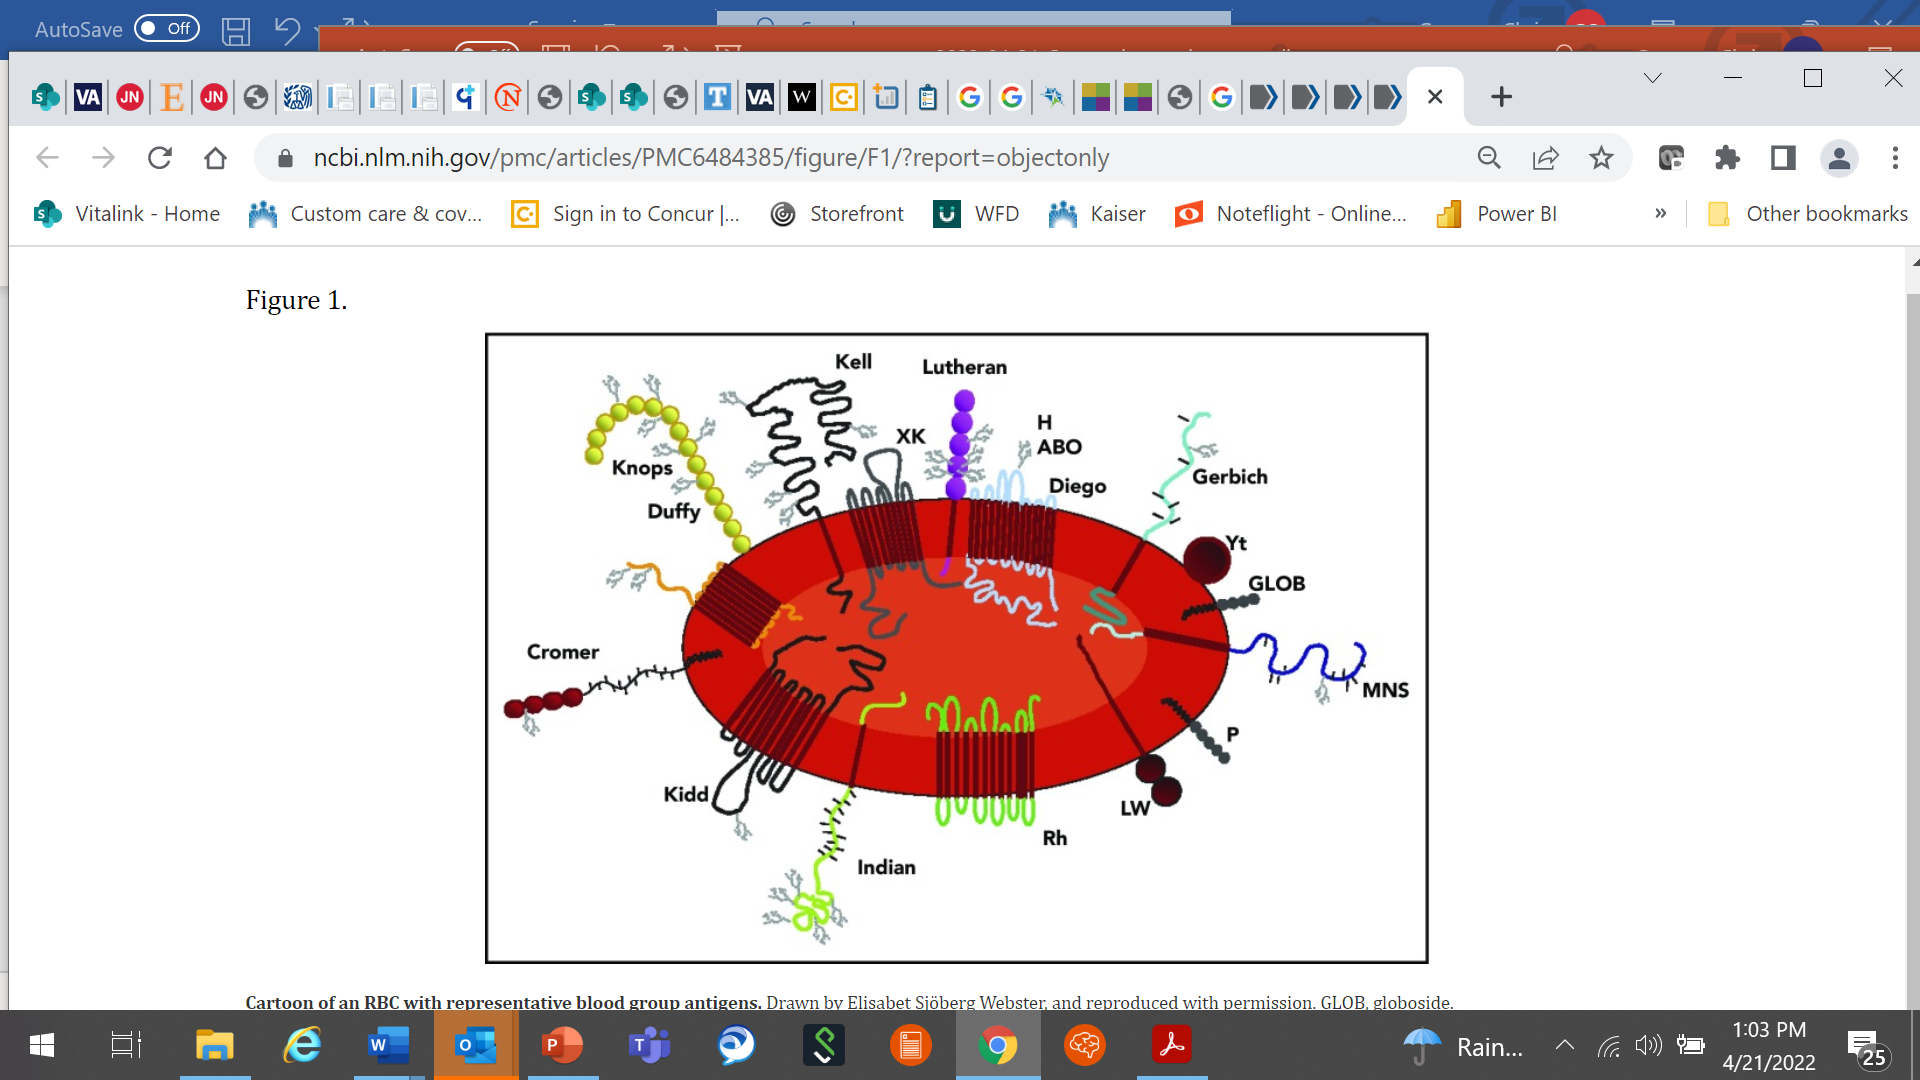 AutoSave Off
VA JN E JN T VA W C G G G
ncbi.nlm.nih.gov/pmc/articles/PMC6484385/figure/F1/?report=objectonly
Vitalink - Home Custom care & cov... Sign in to Concur |... Storefront WFD Kaiser Noteflight - Online... Power BI » Other bookmarks
Figure 1.
Kell
Lutheran
H
ABO
XK
Knops
Gerbich
Diego
Duffy
Yt
GLOB
Cromer
MNS
P
Kidd
LW
Rh
Indian
Cartoon of an RBC with representative blood group antigens. Drawn by Elisabet Sjöberg Webster, and reproduced with permission. GLOB, globoside.
Rain...
1:03 PM
4/21/2022
25